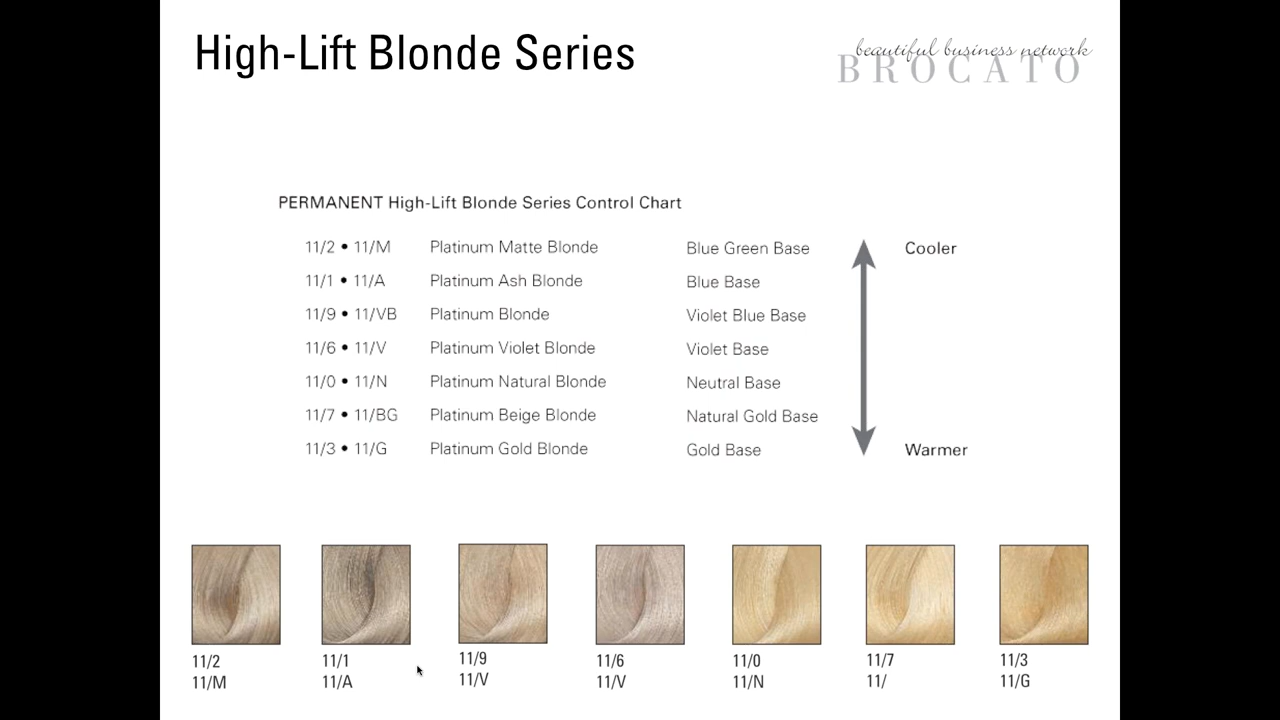 High-Lift Blonde Series
beautiful business network
BROCATO
PERMANENT High-Lift Blonde Series Control Chart
11/2 • 11/M Platinum Matte Blonde Blue Green Base Cooler
11/1 • 11/A Platinum Ash Blonde Blue Base
11/9 • 11/VB Platinum Blonde Violet Blue Base
11/6 • 11/V Platinum Violet Blonde Violet Base
11/0 • 11/N Platinum Natural Blonde Neutral Base
11/7 • 11/BG Platinum Beige Blonde Natural Gold Base
11/3 • 11/G Platinum Gold Blonde Gold Base Warmer
11/2 11/1 11/9 11/6 11/0 11/7 11/3
11/M 11/A 11/V 11/V 11/N 11/ 11/G